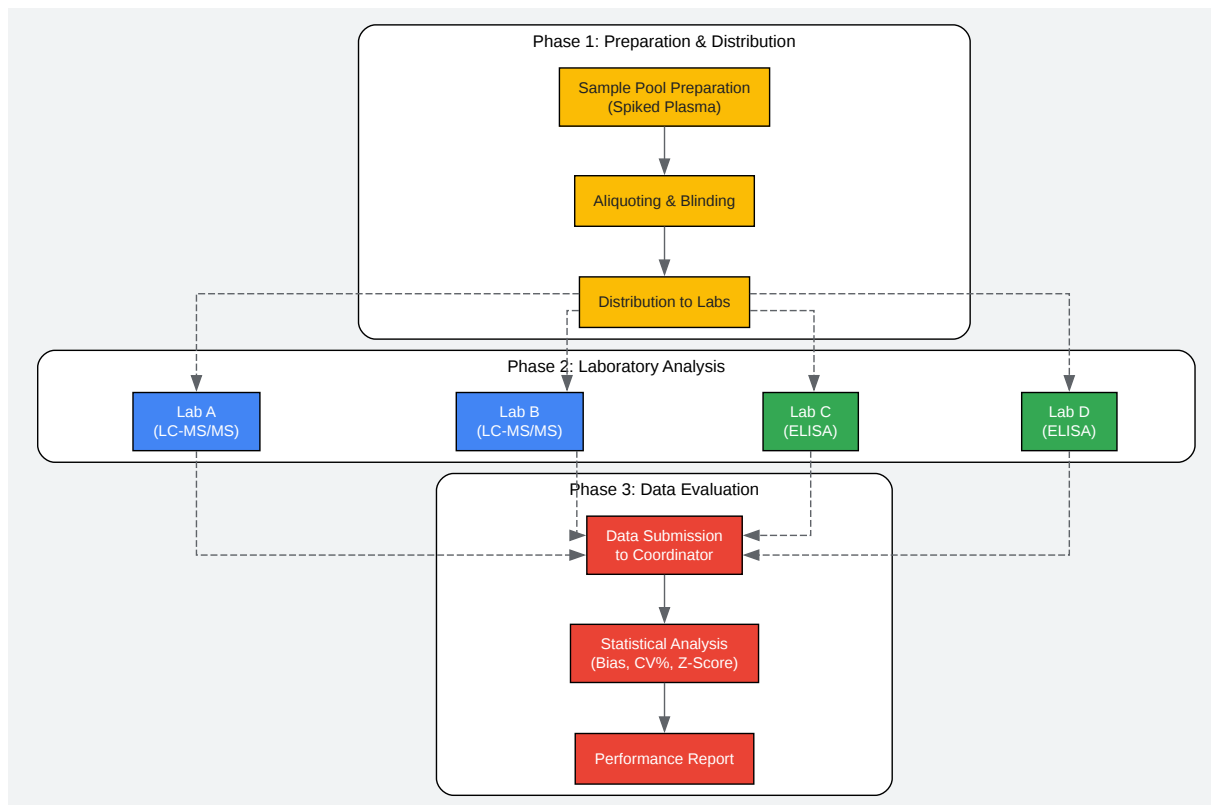 Phase 1: Preparation & Distribution
Sample Pool Preparation
(Spiked Plasma)
Aliquoting & Blinding
Distribution to Labs
Phase 2: Laboratory Analysis
Lab A
(LC-MS/MS)
Lab B
(LC-MS/MS)
Lab C
(ELISA)
Lab D
(ELISA)
Phase 3: Data Evaluation
Data Submission
to Coordinator
Statistical Analysis
(Bias, CV%, Z-Score)
Performance Report